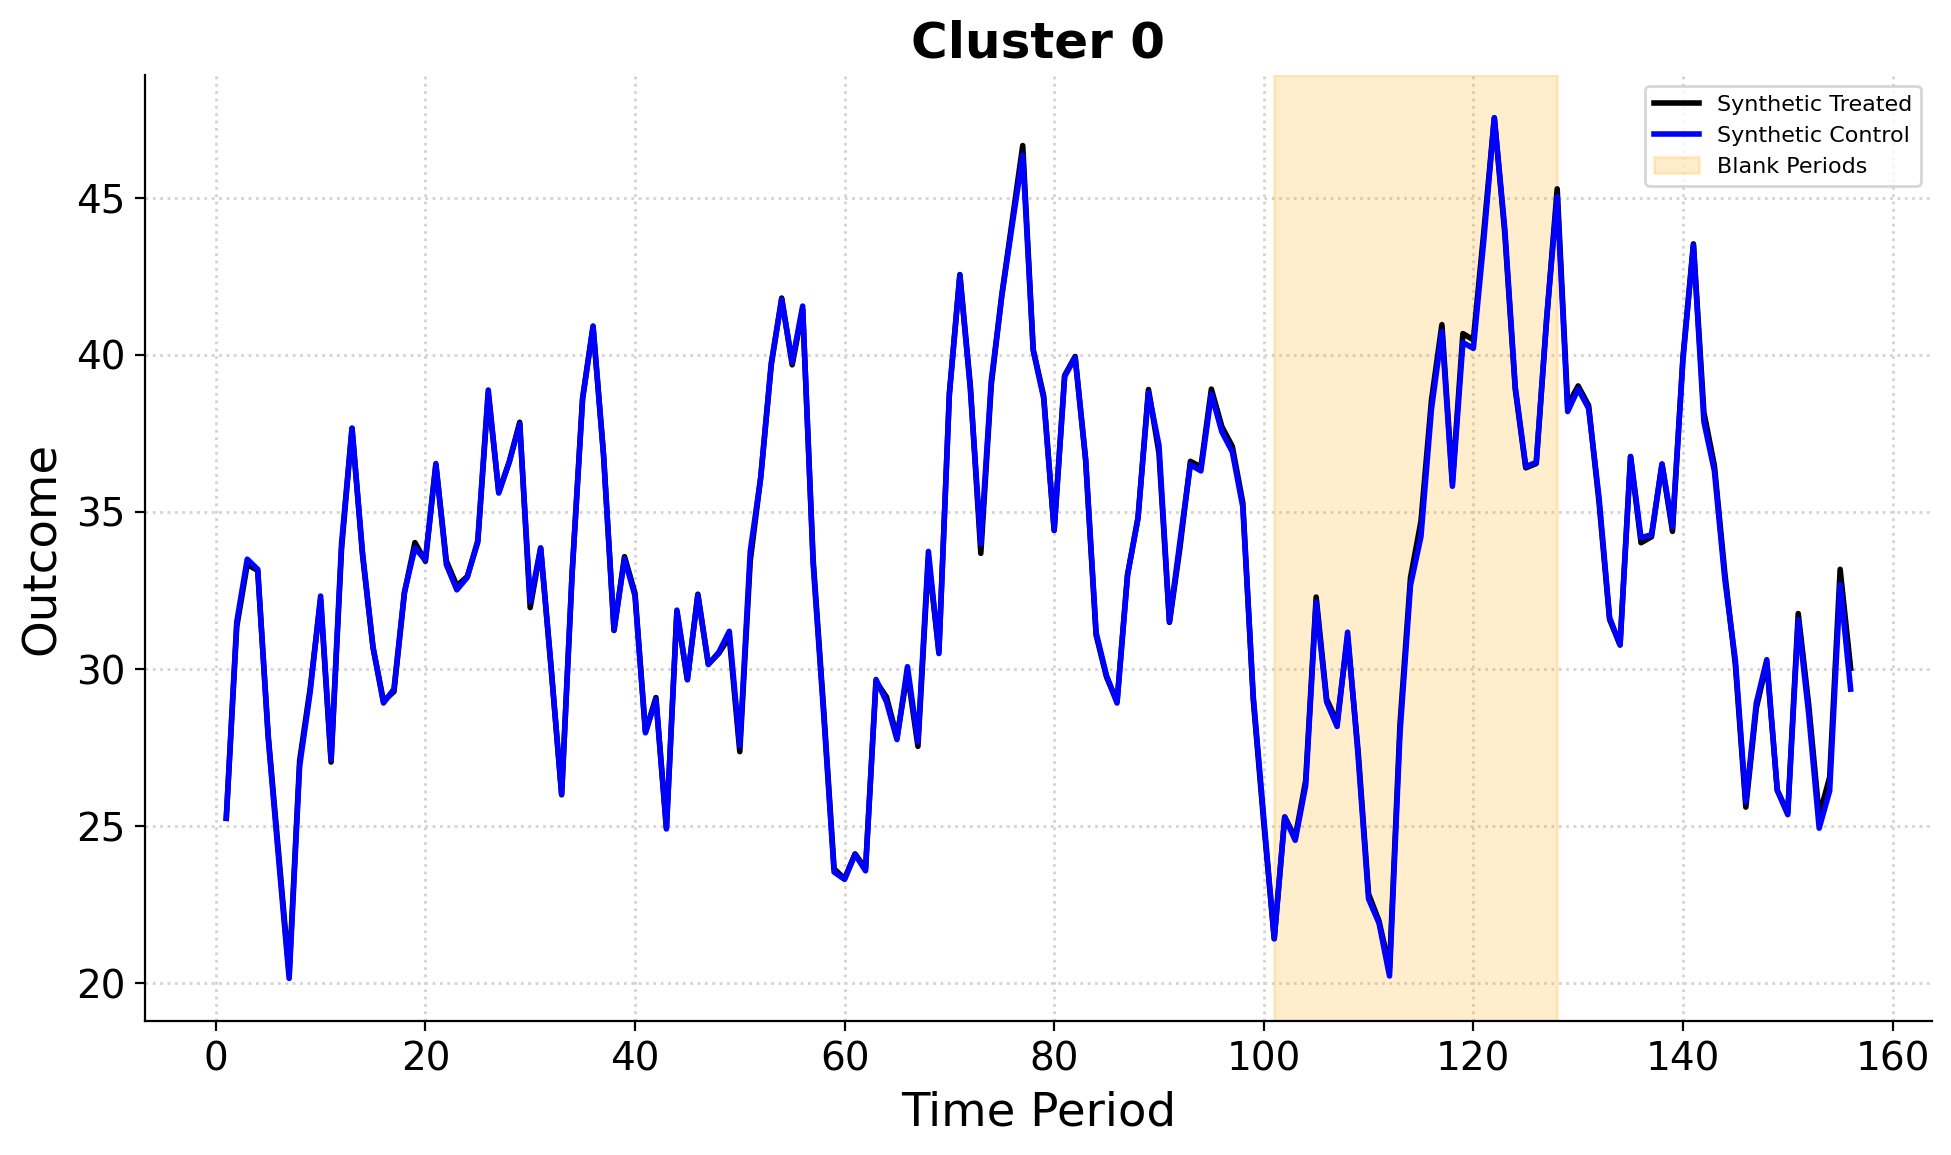 Cluster 0
Synthetic Treated
Synthetic Control
Blank Periods
Outcome
45
40
35
30
25
20
0 20 40 60 80 100 120 140 160
Time Period